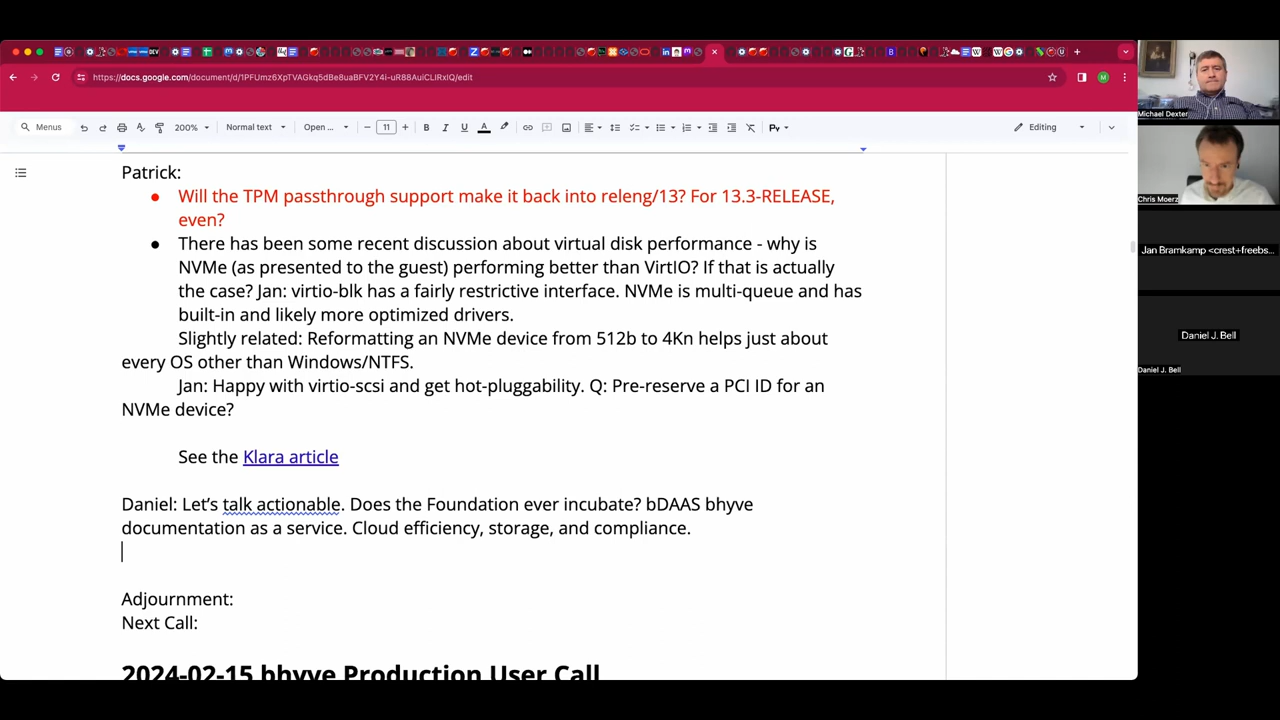 https://docs.google.com/document/d/1PFUmz6XpTVAGkq5dBe8uaBFV2Y4i-uR88AuiCLIRxIQ/edit
M
Menus
200%
Normal text
Open ...
11
B
I
U
A
Editing
Patrick:
Will the TPM passthrough support make it back into releng/13? For 13.3-RELEASE,
even?
There has been some recent discussion about virtual disk performance - why is
NVMe (as presented to the guest) performing better than VirtIO? If that is actually
the case? Jan: virtio-blk has a fairly restrictive interface. NVMe is multi-queue and has
built-in and likely more optimized drivers.
Slightly related: Reformatting an NVMe device from 512b to 4Kn helps just about
every OS other than Windows/NTFS.
Jan: Happy with virtio-scsi and get hot-pluggability. Q: Pre-reserve a PCI ID for an
NVMe device?
See the Klara article
Daniel: Let's talk actionable. Does the Foundation ever incubate? bDAAS bhyve
documentation as a service. Cloud efficiency, storage, and compliance.
Adjournment:
Next Call:
2024-02-15 bhyve Production User Call
Michael Dexter
Chris Moerz
Jan Bramkamp <crest+freebs...
Daniel J. Bell
Daniel J. Bell